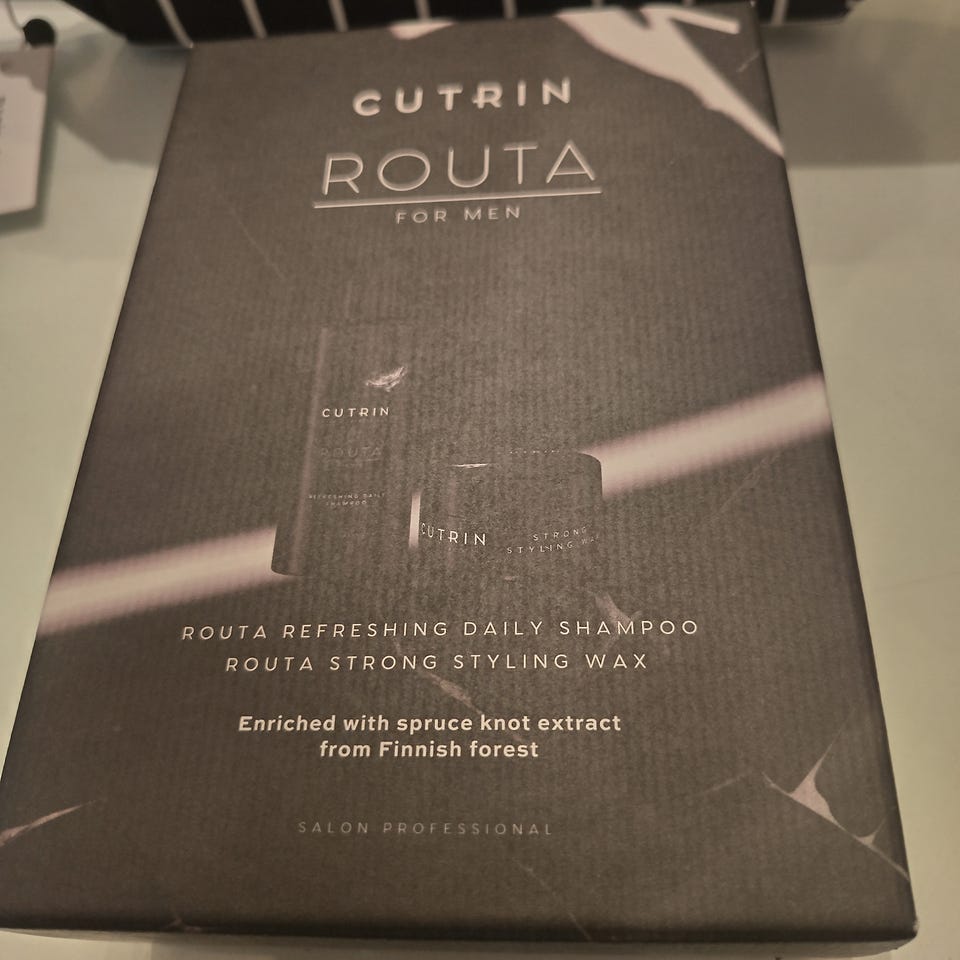 CUTRIN
ROUTA
FOR MEN
CUTRIN
ROUTA
REFRESHING DAILY
SHAMPOO
CUTRIN
STRONG
STYLING
ROUTA REFRESHING DAILY SHAMPOO
ROUTA STRONG STYLING WAX
Enriched with spruce knot extract
from Finnish forest
SALON PROFESSIONAL